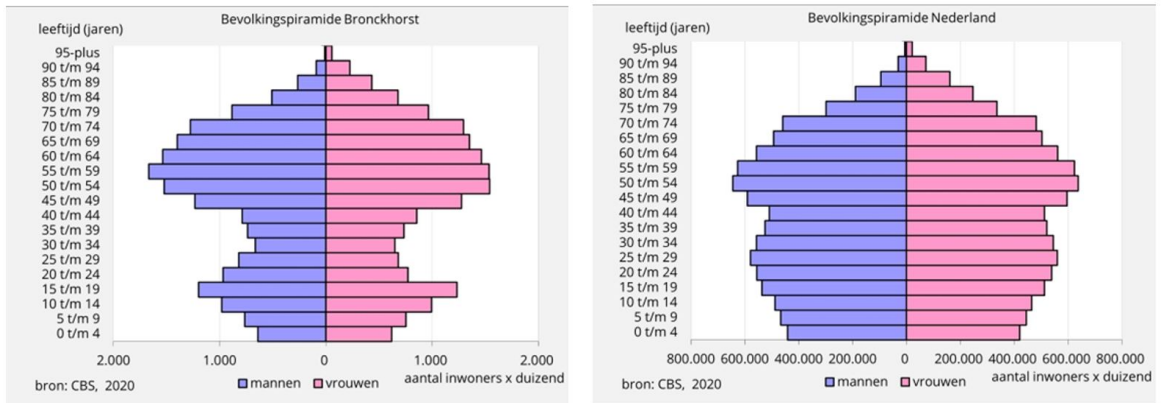 Bevolkingspiramide Bronckhorst
leeftijd (jaren)
95-plus
90 t/m 94
85 t/m 89
80 t/m 84
75 t/m 79
70 t/m 74
65 t/m 69
60 t/m 64
55 t/m 59
50 t/m 54
45 t/m 49
40 t/m 44
35 t/m 39
30 t/m 34
25 t/m 29
20 t/m 24
15 t/m 19
10 t/m 14
5 t/m 9
0 t/m 4
2.000 1.000 0 1.000 2.000
aantal inwoners x duizend
bron: CBS, 2020 mannen vrouwen
Bevolkingspiramide Nederland
leeftijd (jaren)
95-plus
90 t/m 94
85 t/m 89
80 t/m 84
75 t/m 79
70 t/m 74
65 t/m 69
60 t/m 64
55 t/m 59
50 t/m 54
45 t/m 49
40 t/m 44
35 t/m 39
30 t/m 34
25 t/m 29
20 t/m 24
15 t/m 19
10 t/m 14
5 t/m 9
0 t/m 4
800.000 600.000 400.000 200.000 0 200.000 400.000 600.000 800.000
aantal inwoners x duizend
bron: CBS, 2020 mannen vrouwen